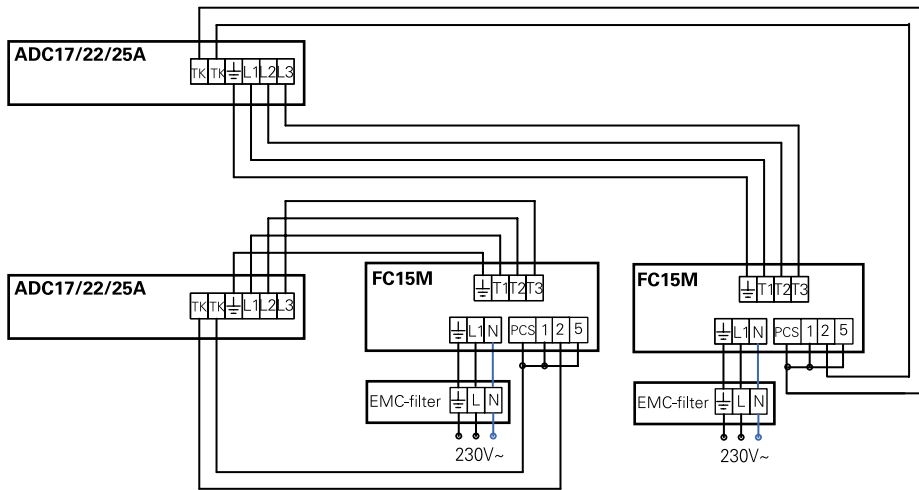 ADC17/22/25A
TK TK L1 L2 L3
FC15M
T1 T2 T3
L1 N
PCS 1 2 5
EMC-filter
L N
230V~
FC15M
T1 T2 T3
L1 N
PCS 1 2 5
EMC-filter
L N
230V~
ADC17/22/25A
TK TK L1 L2 L3